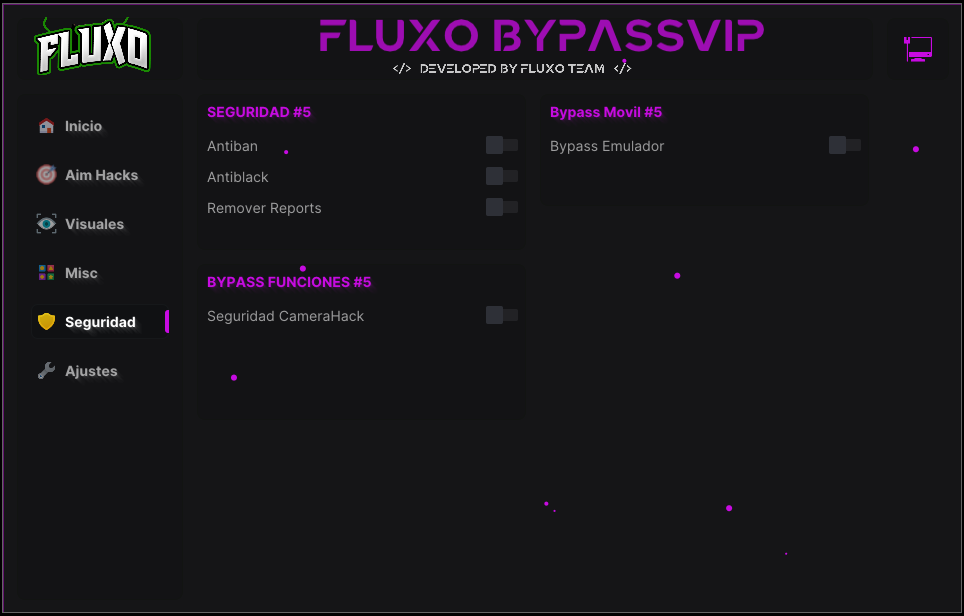 FLUXO
FLUXO BYPASSVIP
</> DEVELOPED BY FLUXO TEAM </>
Inicio
Aim Hacks
Visuales
Misc
Seguridad
Ajustes
SEGURIDAD #5
Antiban
Antiblack
Remover Reports
BYPASS FUNCIONES #5
Seguridad CameraHack
Bypass Movil #5
Bypass Emulador